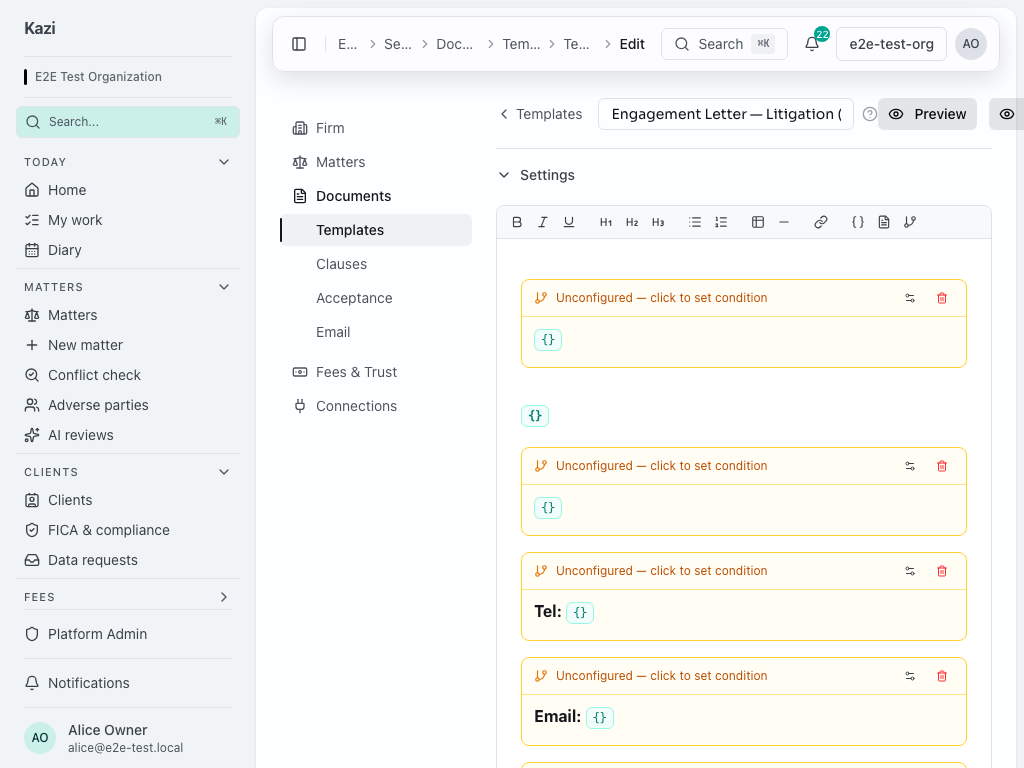 Kazi
E2E Test Organization
Search... ⌘K
TODAY
Home
My work
Diary
MATTERS
Matters
New matter
Conflict check
Adverse parties
AI reviews
CLIENTS
Clients
FICA & compliance
Data requests
FEES
Platform Admin
Notifications
AO
Alice Owner
alice@e2e-test.local
E... Se... Doc... Tem... Te... Edit
Search ⌘K
22
e2e-test-org
AO
Firm
Matters
Documents
Templates
Clauses
Acceptance
Email
Fees & Trust
Connections
Templates
Engagement Letter — Litigation (
Preview
Settings
B I U H1 H2 H3 {}
Unconfigured — click to set condition
{}
{}
Unconfigured — click to set condition
{}
Unconfigured — click to set condition
Tel: {}
Unconfigured — click to set condition
Email: {}